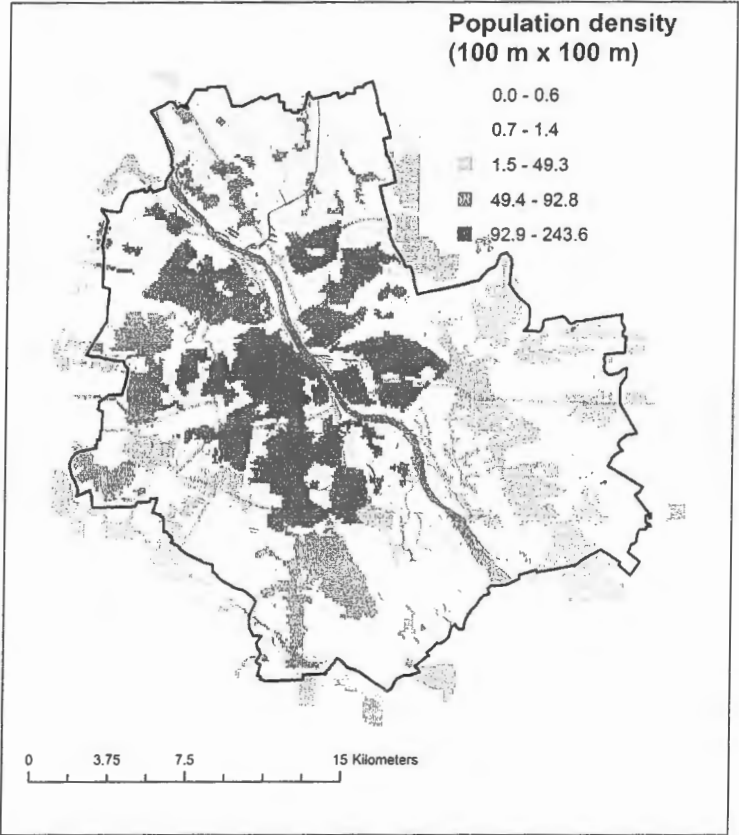 Population density
(100 m x 100 m)
0.0 - 0.6
0.7 - 1.4
1.5 - 49.3
49.4 - 92.8
92.9 - 243.6
0 3.75 7.5 15 Kilometers